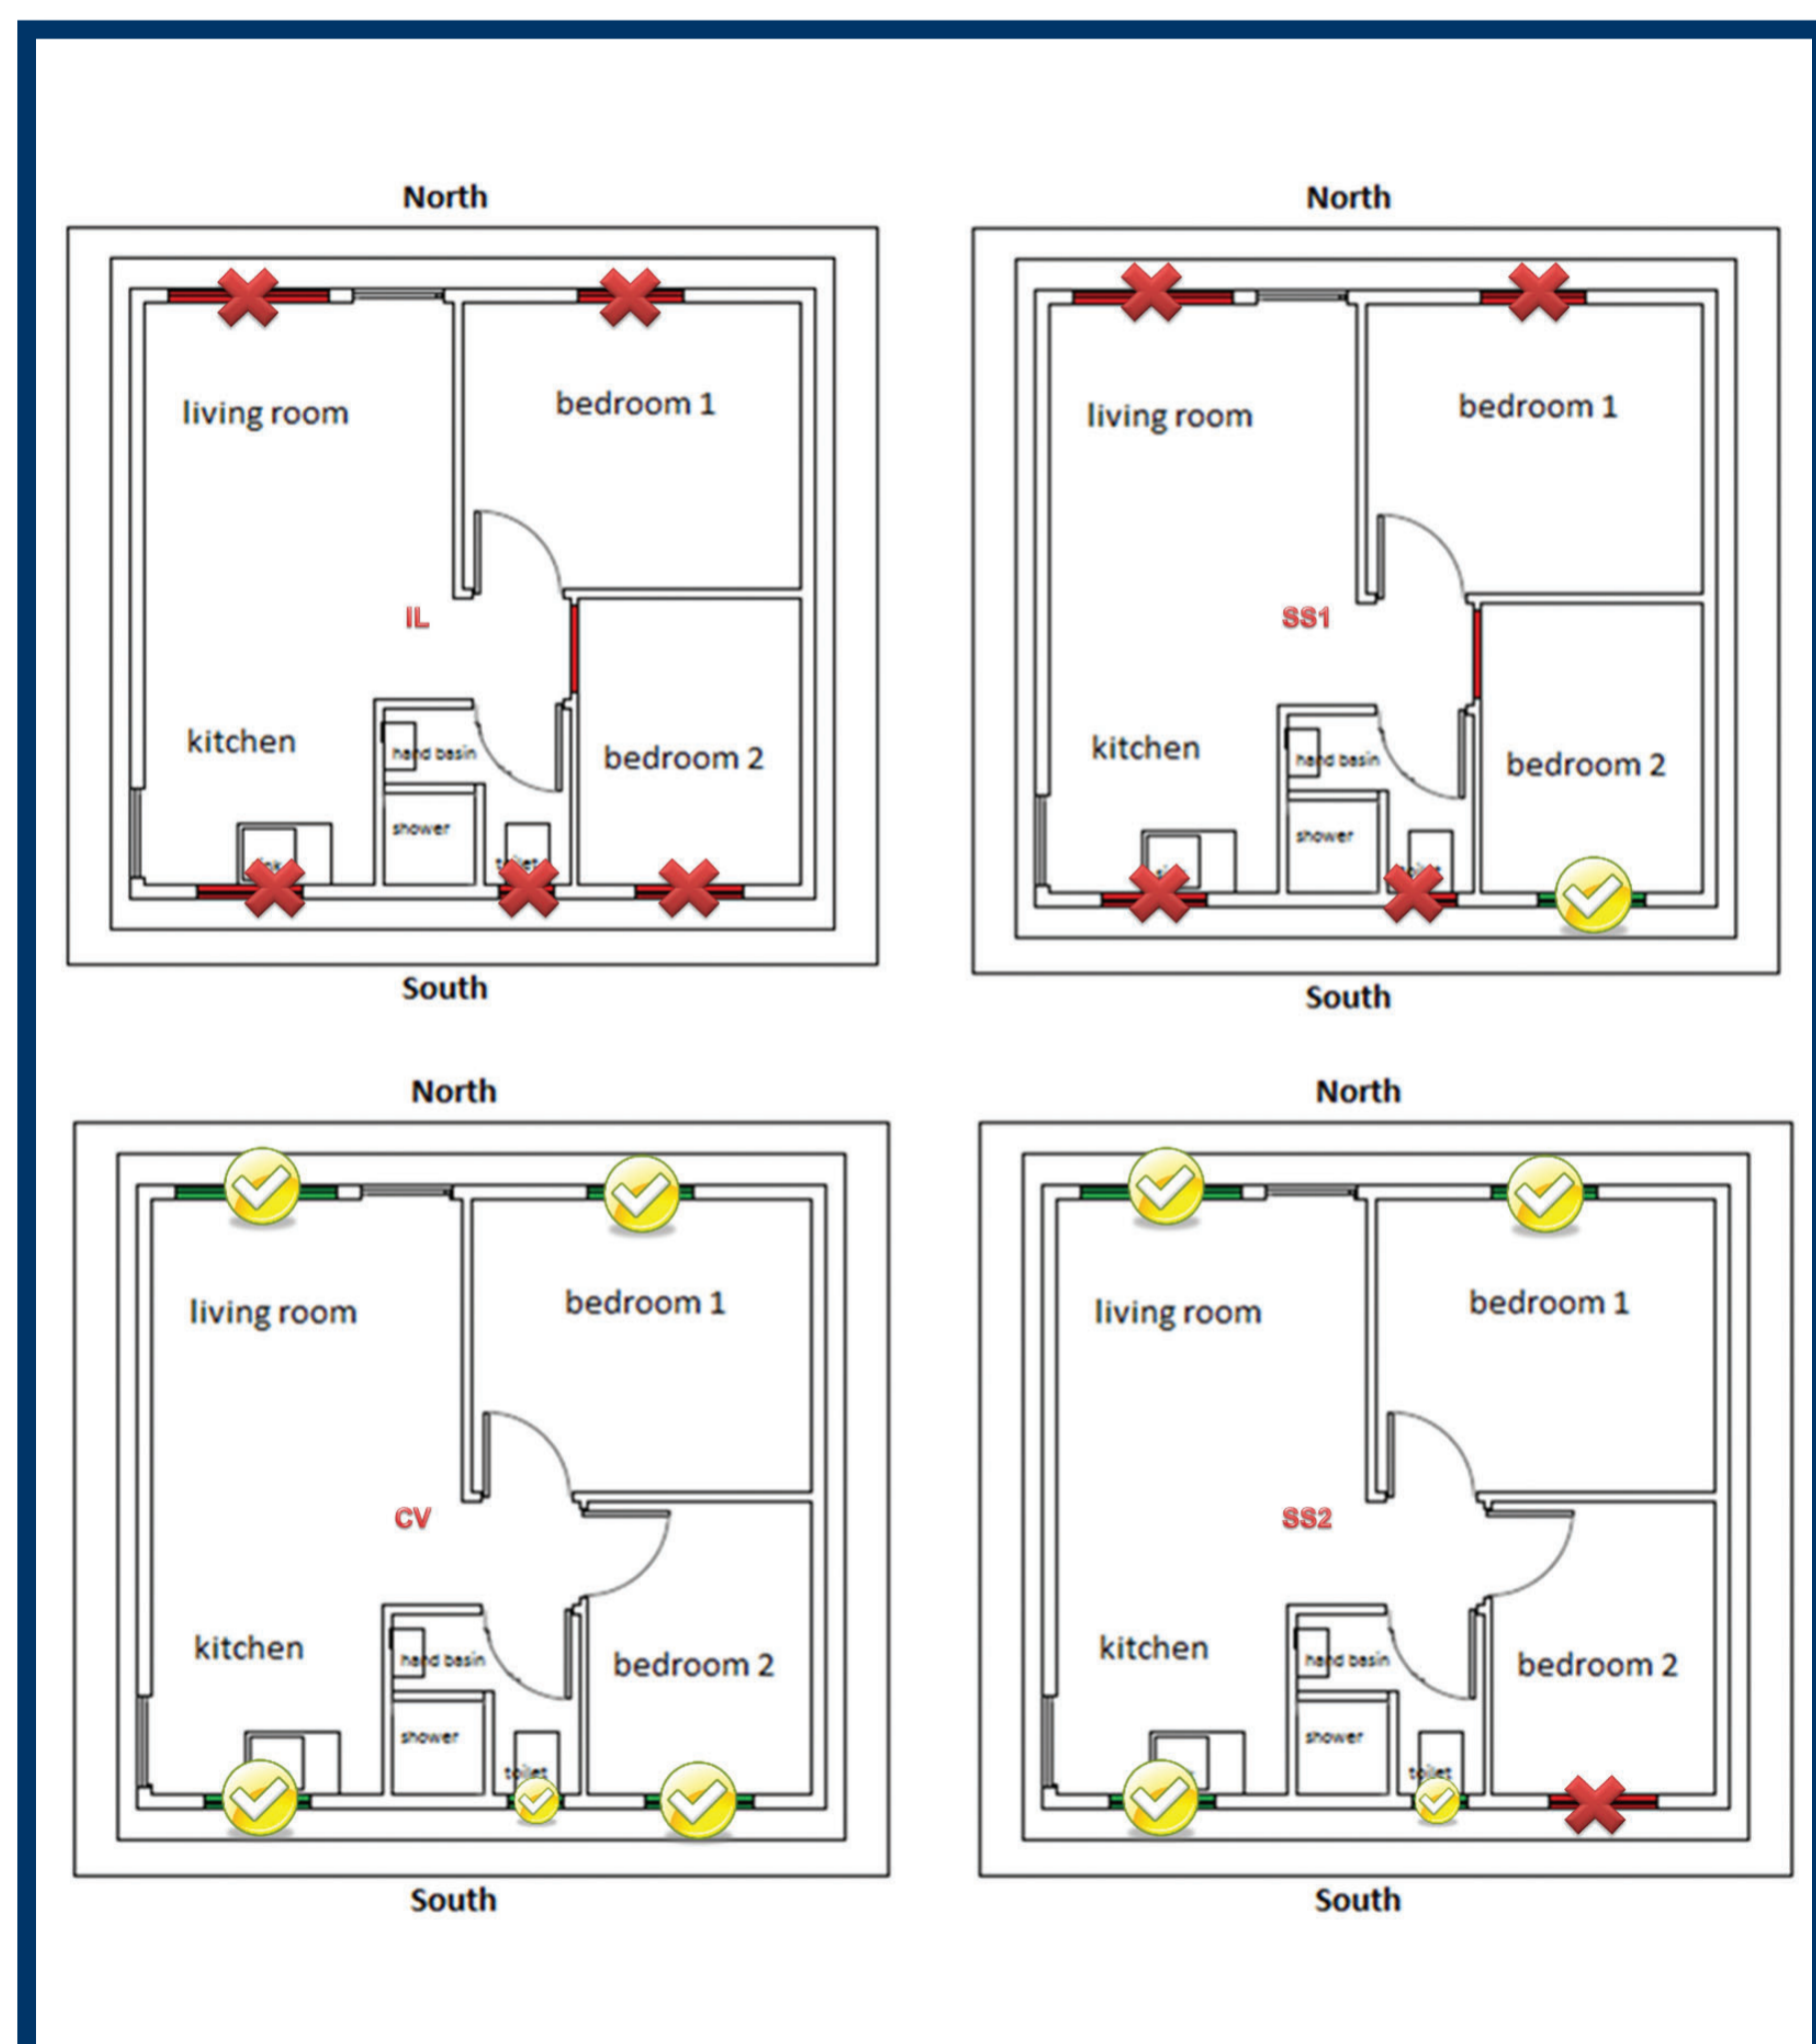 North
living room
bedroom 1
IL
kitchen
hand basin
bedroom 2
shower
toilet
South
North
living room
bedroom 1
SS1
kitchen
hand basin
bedroom 2
shower
South
North
living room
bedroom 1
CV
kitchen
hand basin
bedroom 2
shower
toilet
South
North
living room
bedroom 1
SS2
kitchen
hand basin
bedroom 2
shower
toilet
South